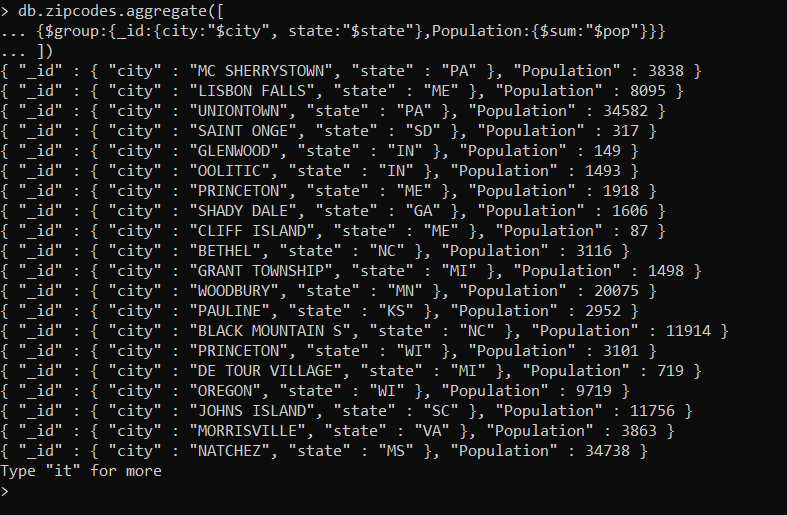 > db.zipcodes.aggregate([
... {$group:{_id:{city:"$city", state:"$state"},Population:{$sum:"$pop"}}}
... ])
{ "_id" : { "city" : "MC SHERRYSTOWN", "state" : "PA" }, "Population" : 3838 }
{ "_id" : { "city" : "LISBON FALLS", "state" : "ME" }, "Population" : 8095 }
{ "_id" : { "city" : "UNIONTOWN", "state" : "PA" }, "Population" : 34582 }
{ "_id" : { "city" : "SAINT ONGE", "state" : "SD" }, "Population" : 317 }
{ "_id" : { "city" : "GLENWOOD", "state" : "IN" }, "Population" : 149 }
{ "_id" : { "city" : "OOLITIC", "state" : "IN" }, "Population" : 1493 }
{ "_id" : { "city" : "PRINCETON", "state" : "ME" }, "Population" : 1918 }
{ "_id" : { "city" : "SHADY DALE", "state" : "GA" }, "Population" : 1606 }
{ "_id" : { "city" : "CLIFF ISLAND", "state" : "ME" }, "Population" : 87 }
{ "_id" : { "city" : "BETHEL", "state" : "NC" }, "Population" : 3116 }
{ "_id" : { "city" : "GRANT TOWNSHIP", "state" : "MI" }, "Population" : 1498 }
{ "_id" : { "city" : "WOODBURY", "state" : "MN" }, "Population" : 20075 }
{ "_id" : { "city" : "PAULINE", "state" : "KS" }, "Population" : 2952 }
{ "_id" : { "city" : "BLACK MOUNTAIN S", "state" : "NC" }, "Population" : 11914 }
{ "_id" : { "city" : "PRINCETON", "state" : "WI" }, "Population" : 3101 }
{ "_id" : { "city" : "DE TOUR VILLAGE", "state" : "MI" }, "Population" : 719 }
{ "_id" : { "city" : "OREGON", "state" : "WI" }, "Population" : 9719 }
{ "_id" : { "city" : "JOHNS ISLAND", "state" : "SC" }, "Population" : 11756 }
{ "_id" : { "city" : "MORRISVILLE", "state" : "VA" }, "Population" : 3863 }
{ "_id" : { "city" : "NATCHEZ", "state" : "MS" }, "Population" : 34738 }
Type "it" for more
>